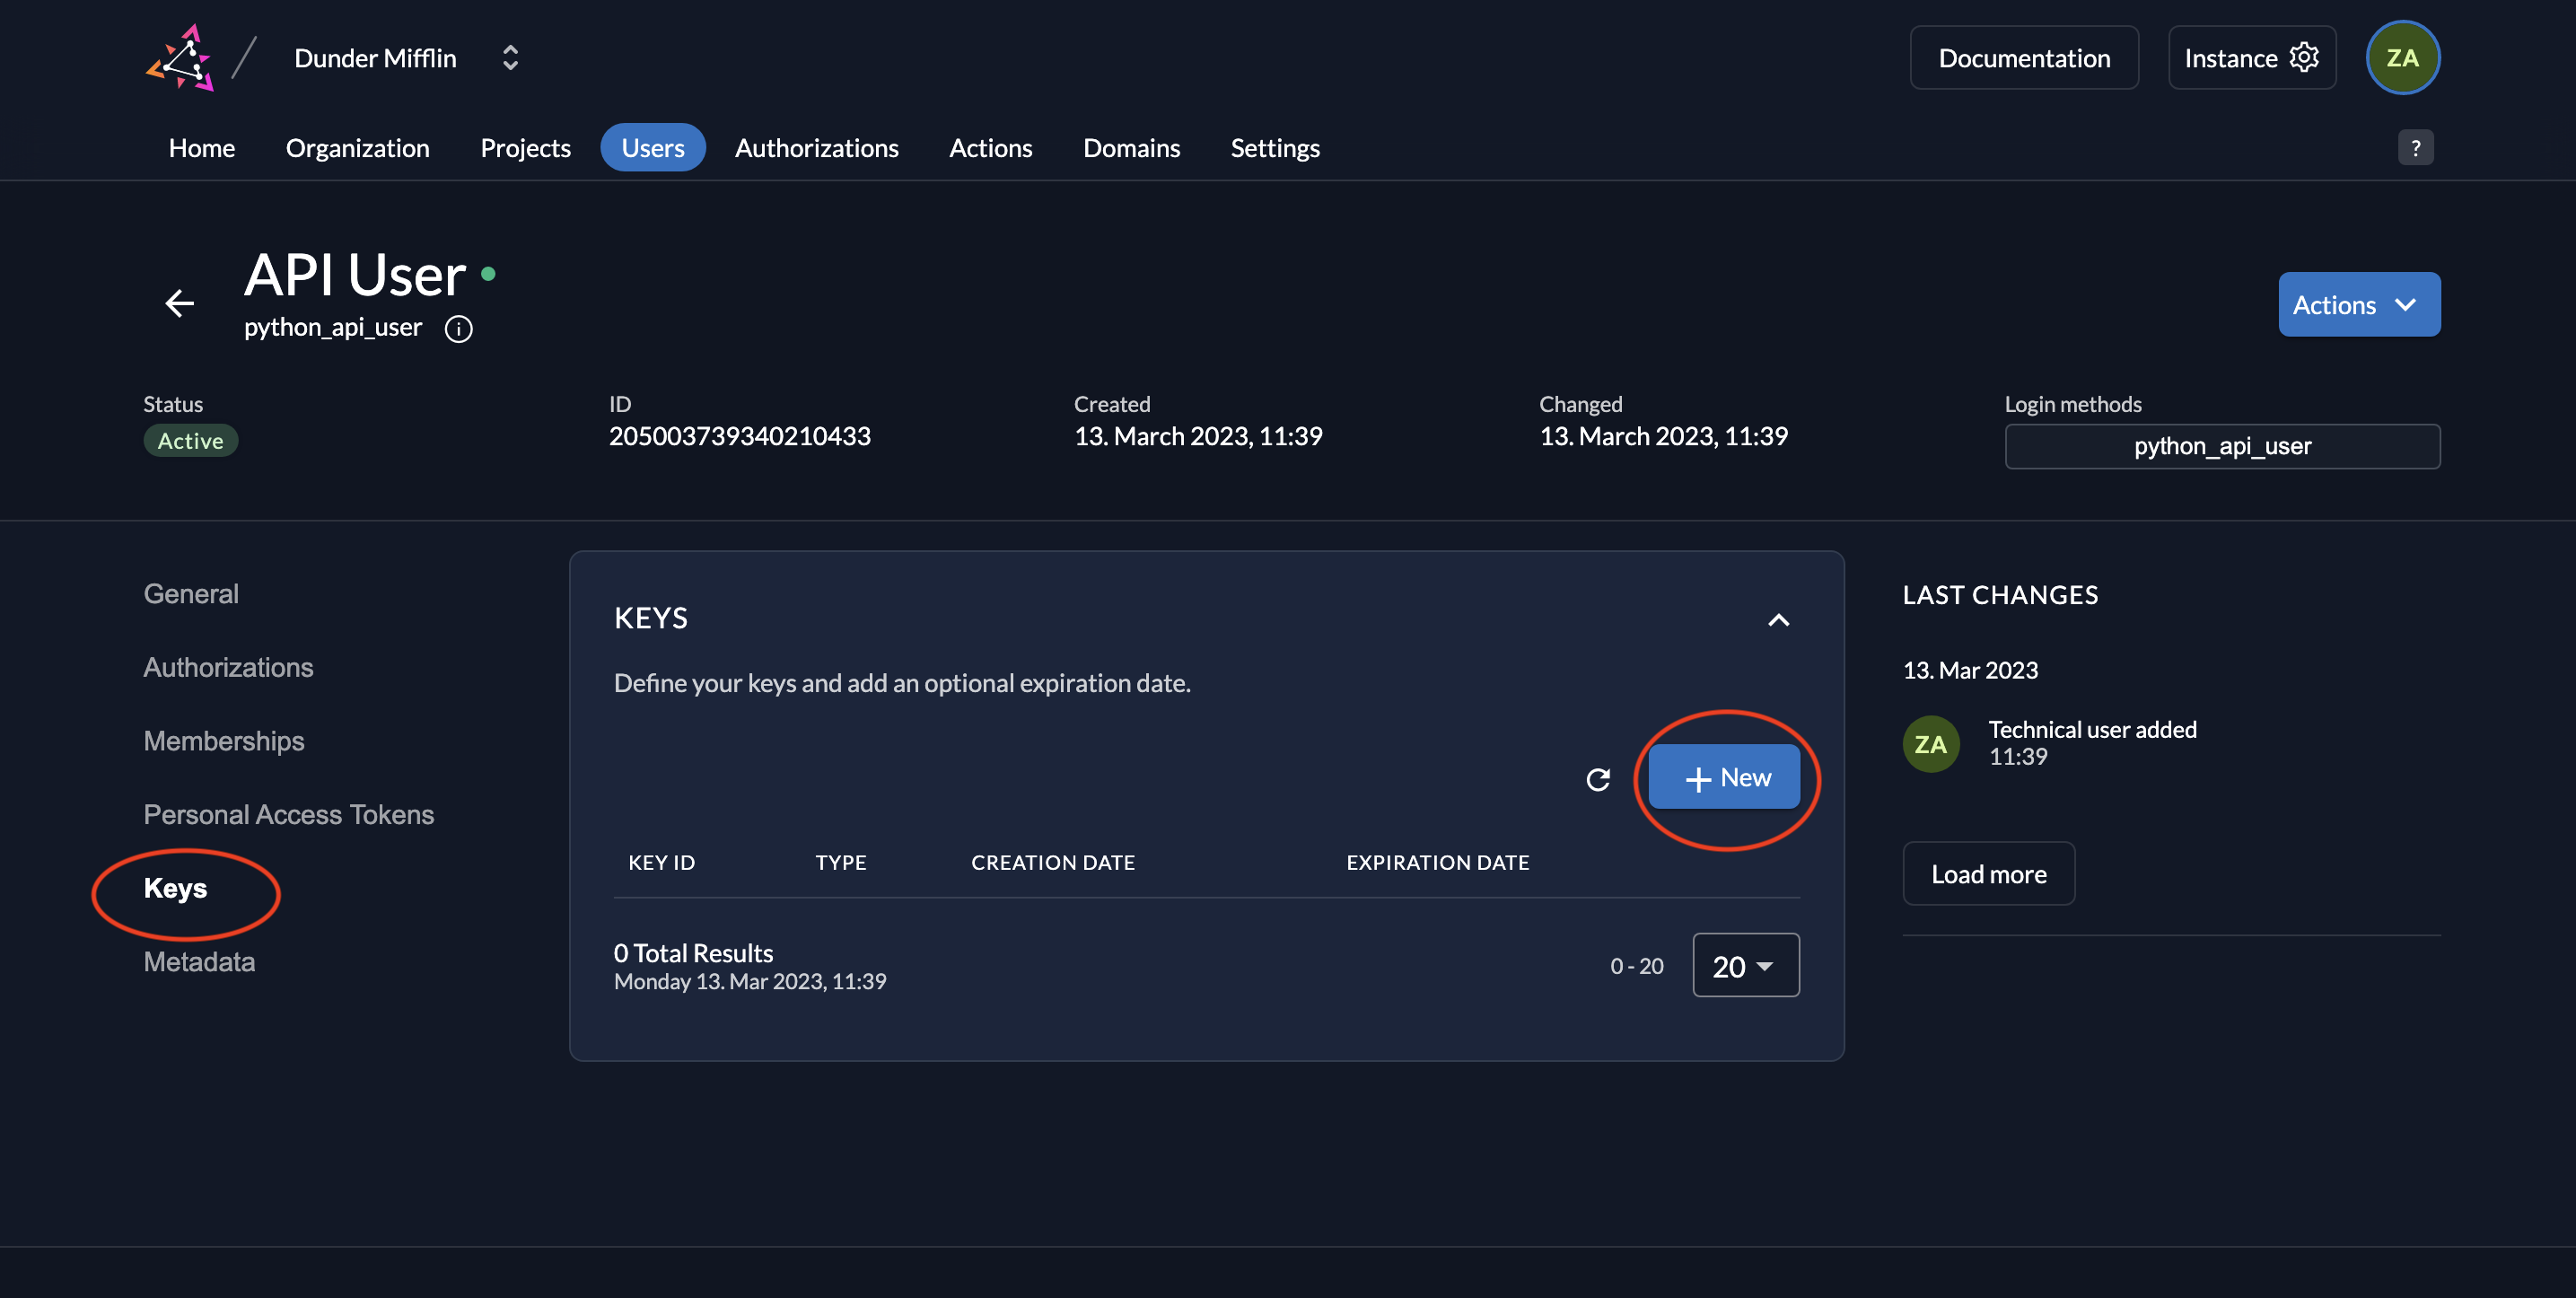 Dunder Mifflin
Documentation
Instance
ZA
Home
Organization
Projects
Users
Authorizations
Actions
Domains
Settings
?
API User
python_api_user
Actions
Status
Active
ID
205003739340210433
Created
13. March 2023, 11:39
Changed
13. March 2023, 11:39
Login methods
python_api_user
General
Authorizations
Memberships
Personal Access Tokens
Keys
Metadata
KEYS
Define your keys and add an optional expiration date.
New
KEY ID
TYPE
CREATION DATE
EXPIRATION DATE
0 Total Results
Monday 13. Mar 2023, 11:39
0 - 20
20
LAST CHANGES
13. Mar 2023
ZA
Technical user added
11:39
Load more